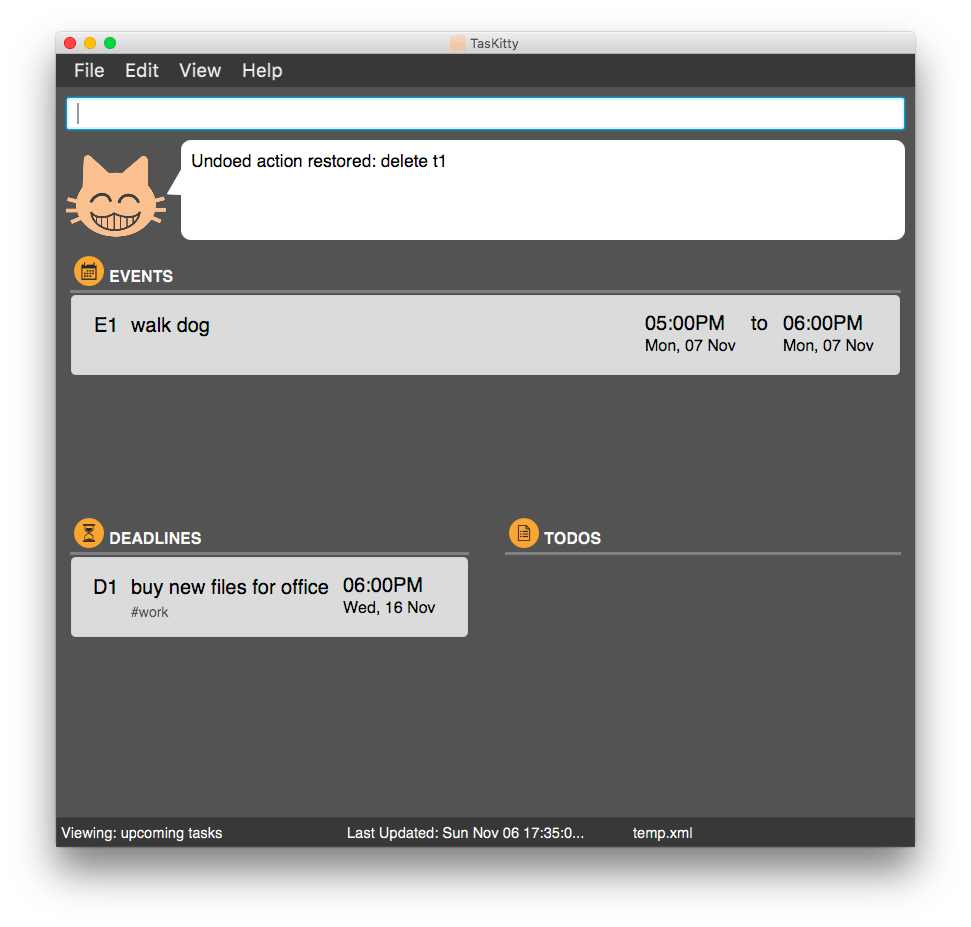 TasKitty
File Edit View Help
Undoed action restored: delete t1
EVENTS
E1 walk dog 05:00PM to 06:00PM
Mon, 07 Nov Mon, 07 Nov
DEADLINES
TODOS
D1 buy new files for office 06:00PM
#work Wed, 16 Nov
Viewing: upcoming tasks Last Updated: Sun Nov 06 17:35:0... temp.xml